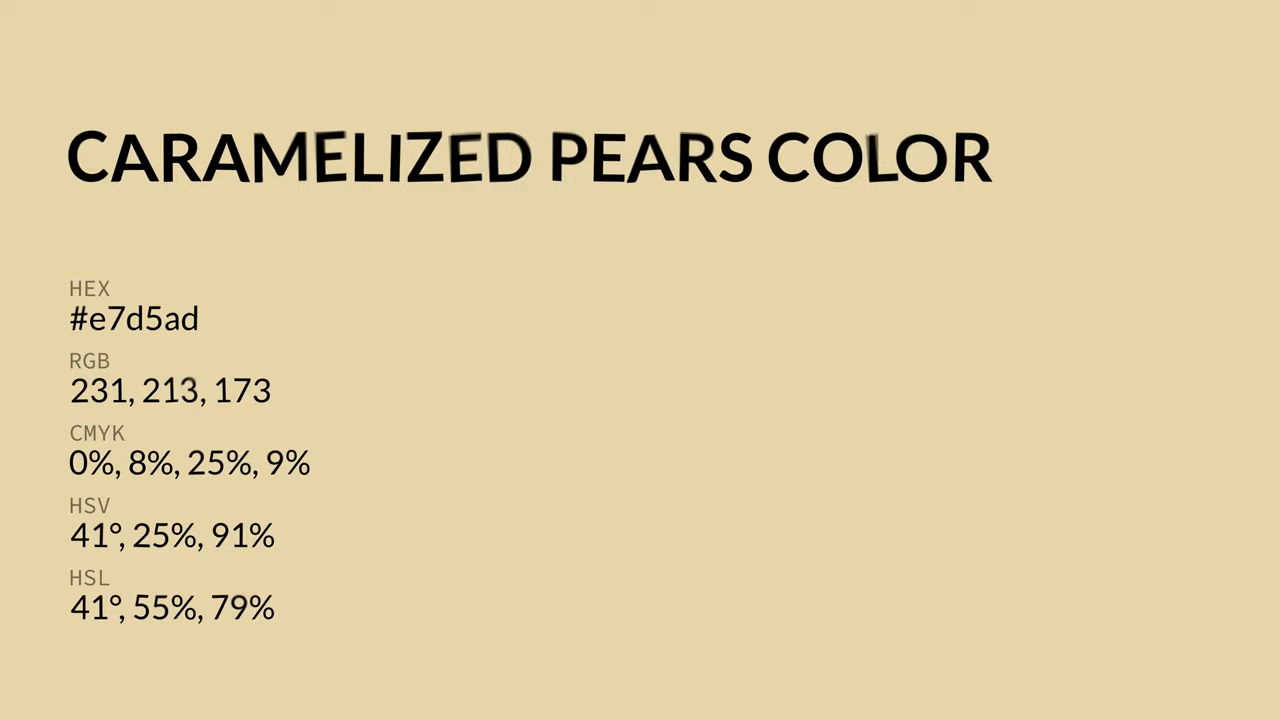 CARAMELIZED PEARS COLOR
HEX
#e7d5ad
RGB
231, 213, 173
CMYK
0%, 8%, 25%, 9%
HSV
41°, 25%, 91%
HSL
41°, 55%, 79%